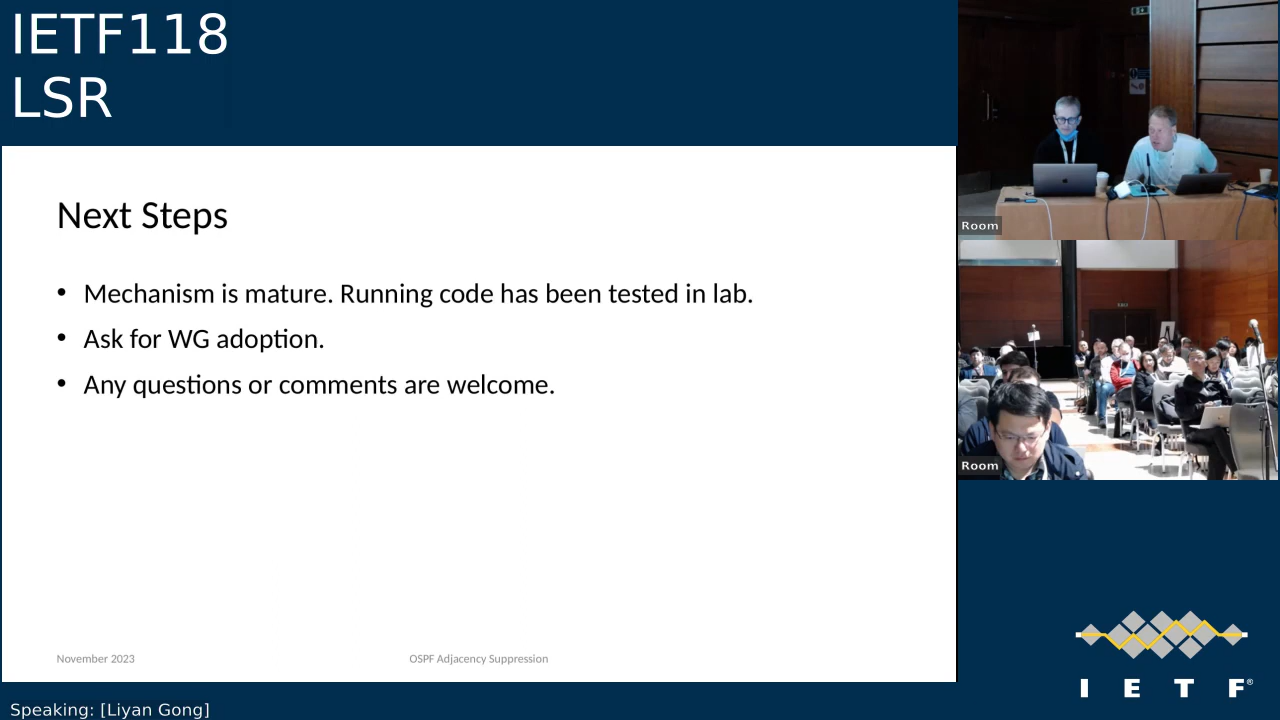 IETF118
LSR
Next Steps
• Mechanism is mature. Running code has been tested in lab.
• Ask for WG adoption.
• Any questions or comments are welcome.
November 2023
OSPF Adjacency Suppression
Room
Room
I E T F®
Speaking: [Liyan Gong]